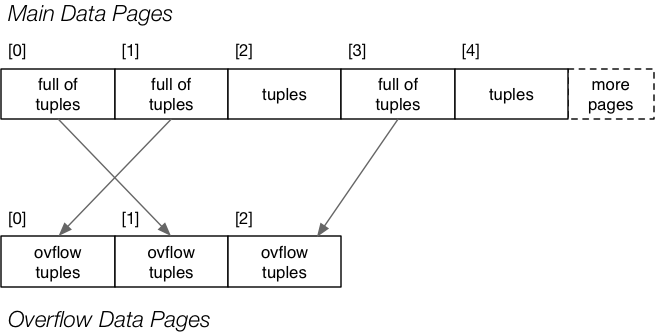 Main Data Pages
[0] [1] [2] [3] [4]
full of tuples
full of tuples
tuples
full of tuples
tuples
more pages
[0] [1] [2]
ovflow tuples
ovflow tuples
ovflow tuples
Overflow Data Pages